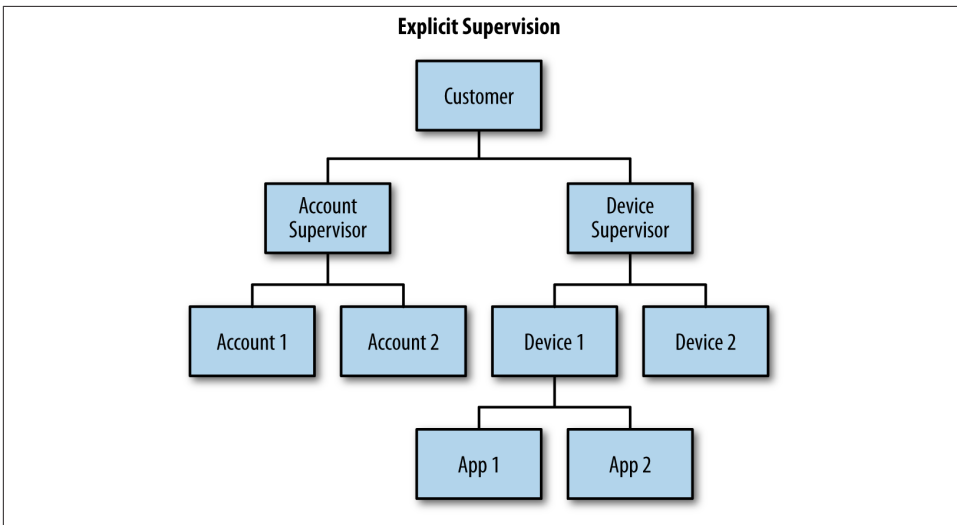 Explicit Supervision
Customer
Account
Supervisor
Device
Supervisor
Account 1
Account 2
Device 1
Device 2
App 1
App 2